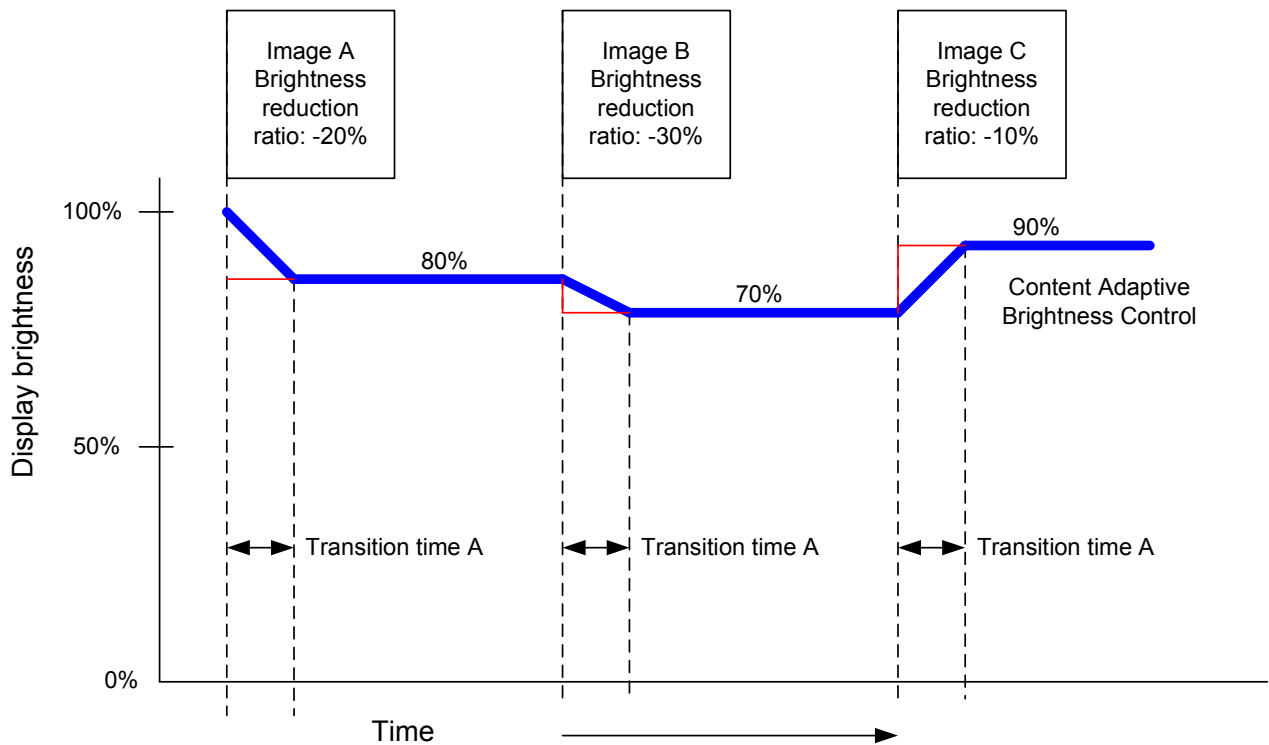 Image A
Brightness
reduction
ratio: -20%
Image B
Brightness
reduction
ratio: -30%
Image C
Brightness
reduction
ratio: -10%
100%
80%
70%
90%
Content Adaptive
Brightness Control
Display brightness
50%
Transition time A
Transition time A
Transition time A
0%
Time